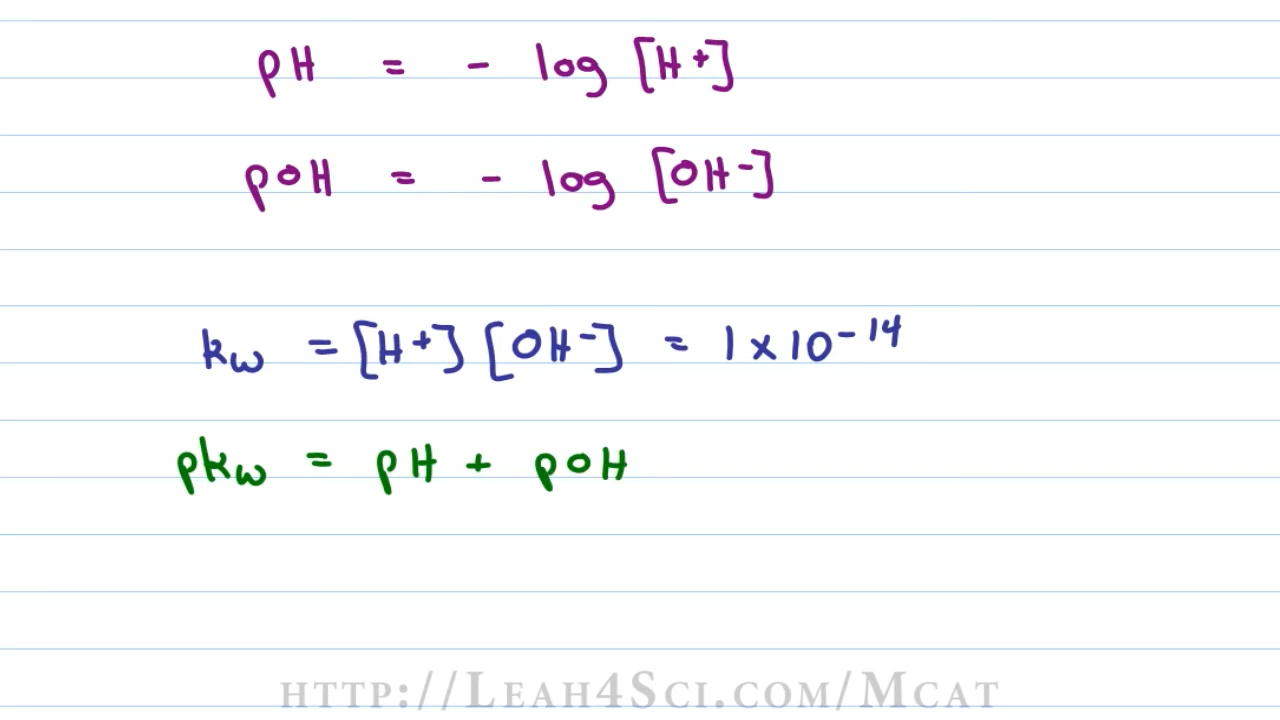 pH = - log [H+]
pOH = - log [OH-]
kw = [H+] [OH-] = 1 x 10-14
pkw = pH + pOH
HTTP://LEAH4SCI.COM/MCAT